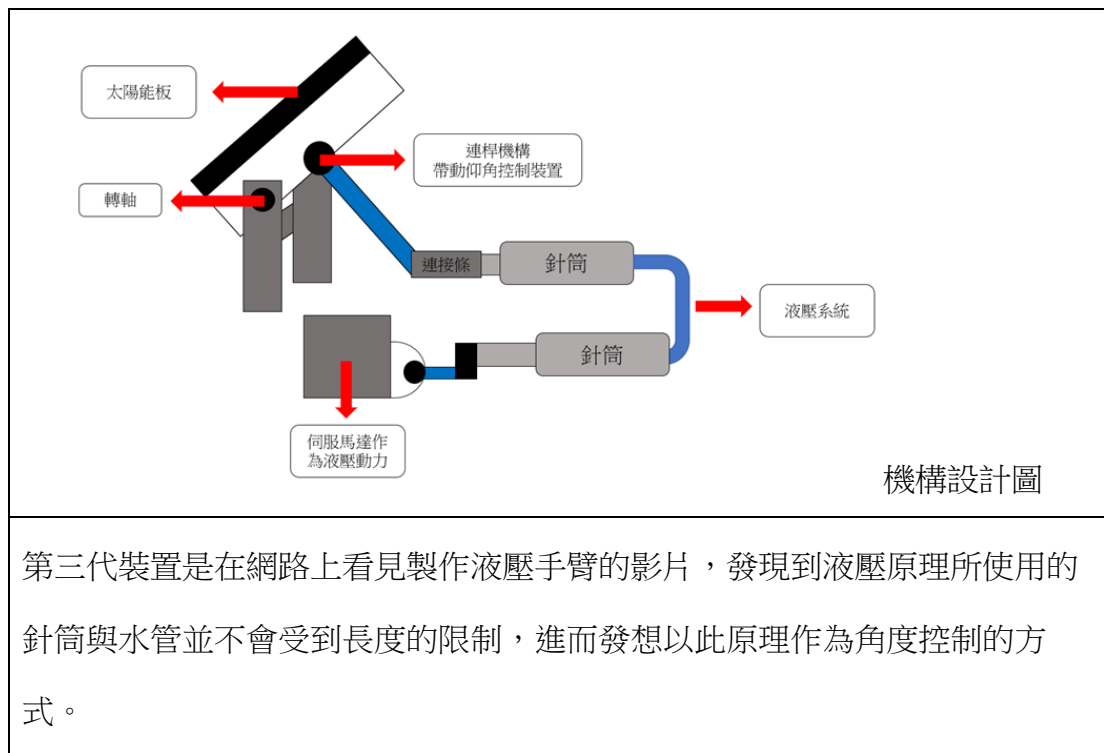 太陽能板
連桿機構
帶動仰角控制裝置
轉軸
連接條
針筒
液壓系統
針筒
伺服馬達作
為液壓動力
機構設計圖
第三代裝置是在網路上看見製作液壓手臂的影片，發現到液壓原理所使用的
針筒與水管並不會受到長度的限制，進而發想以此原理作為角度控制的方
式。